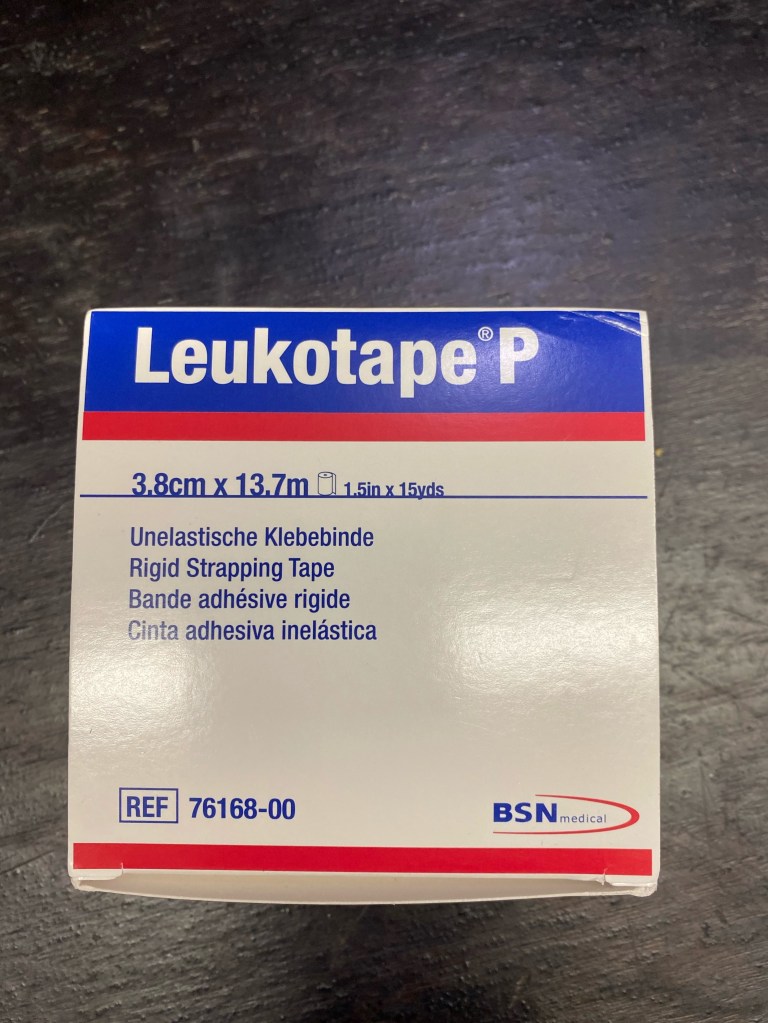 Leukotape® P
3.8cm x 13.7m 1.5in x 15yds
Unelastische Klebebinde
Rigid Strapping Tape
Bande adhésive rigide
Cinta adhesiva inelástica
REF 76168-00
BSN medical